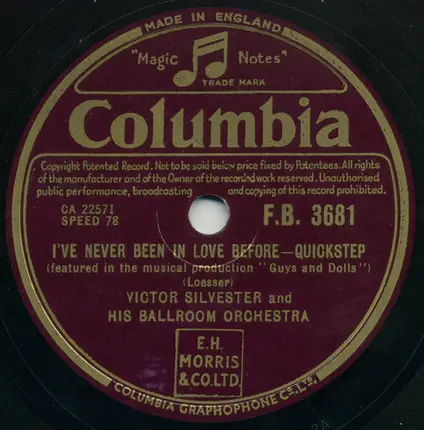 MADE IN ENGLAND
"Magic Notes"
TRADE MARK
Columbia
Copyright Patented Record. Not to be sold below price fixed by Patentees. All rights
of the manufacturer and of the Owner of the recorded work reserved. Unauthorised
public performance, broadcasting and copying of this record prohibited.
CA 22571
SPEED 78
F.B. 3681
I'VE NEVER BEEN IN LOVE BEFORE—QUICKSTEP
(featured in the musical production "Guys and Dolls")
(Loesser)
VICTOR SILVESTER and
HIS BALLROOM ORCHESTRA
E.H.
MORRIS
& CO. LTD.
COLUMBIA GRAPHOPHONE Co. LTD.